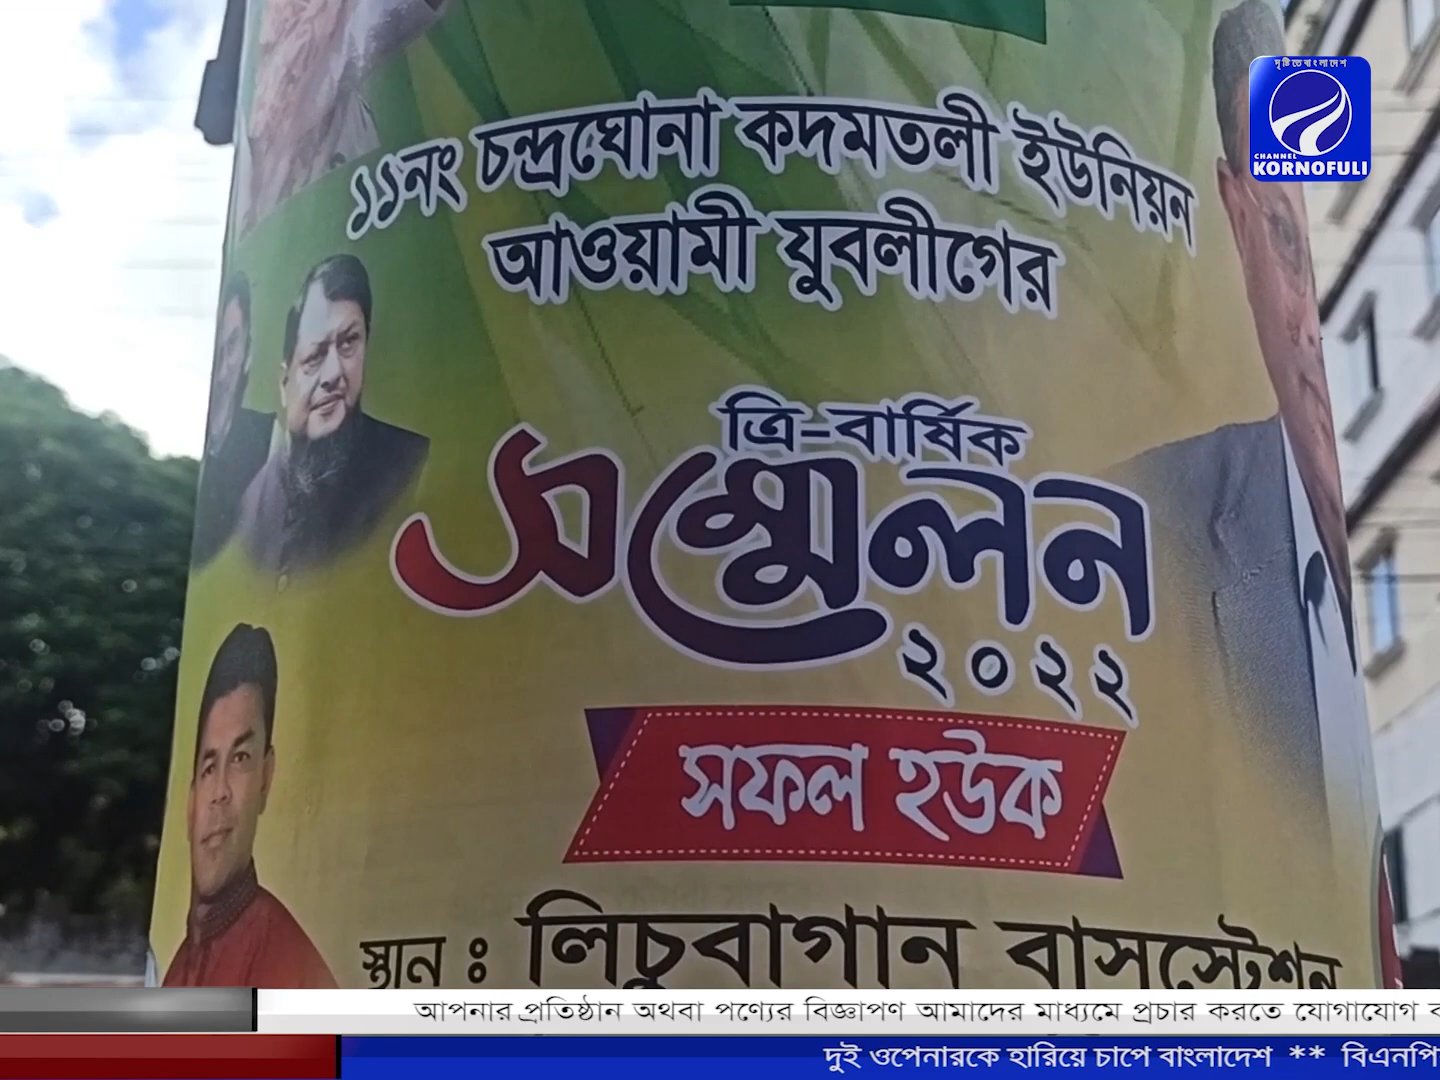 দৃষ্টিতে বাংলাদেশ
CHANNEL
KORNOFULI
১১নং চন্দ্রঘোনা কদমতলী ইউনিয়ন
আওয়ামী যুবলীগের
ত্রি-বার্ষিক
সম্মেলন
২০২২
সফল হউক
স্থান ঃ লিচুবাগান বাসস্টেশন
আপনার প্রতিষ্ঠান অথবা পণ্যের বিজ্ঞাপণ আমাদের মাধ্যমে প্রচার করতে যোগাযোগ
দুই ওপেনারকে হারিয়ে চাপে বাংলাদেশ ** বিএনপি